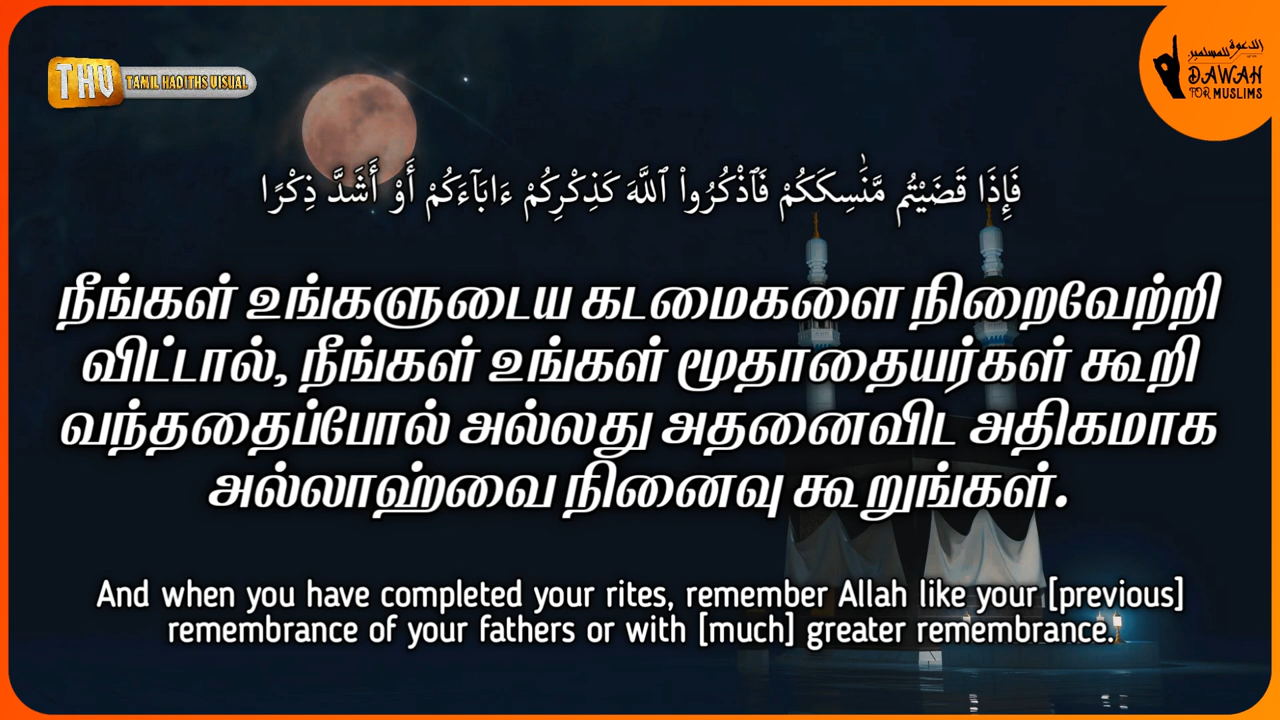 THV TAMIL HADITHS VISUAL
الدعوة للمسلمين
DAWAH
FOR MUSLIMS
فَإِذَا قَضَيْتُم مَّنَٰسِكَكُمْ فَٱذْكُرُوا۟ ٱللَّهَ كَذِكْرِكُمْ ءَابَآءَكُمْ أَوْ أَشَدَّ ذِكْرًا
நீங்கள் உங்களுடைய கடமைகளை நிறைவேற்றி
விட்டால், நீங்கள் உங்கள் மூதாதையர்கள் கூறி
வந்ததைப்போல் அல்லது அதனைவிட அதிகமாக
அல்லாஹ்வை நினைவு கூறுங்கள்.
And when you have completed your rites, remember Allah like your [previous]
remembrance of your fathers or with [much] greater remembrance.